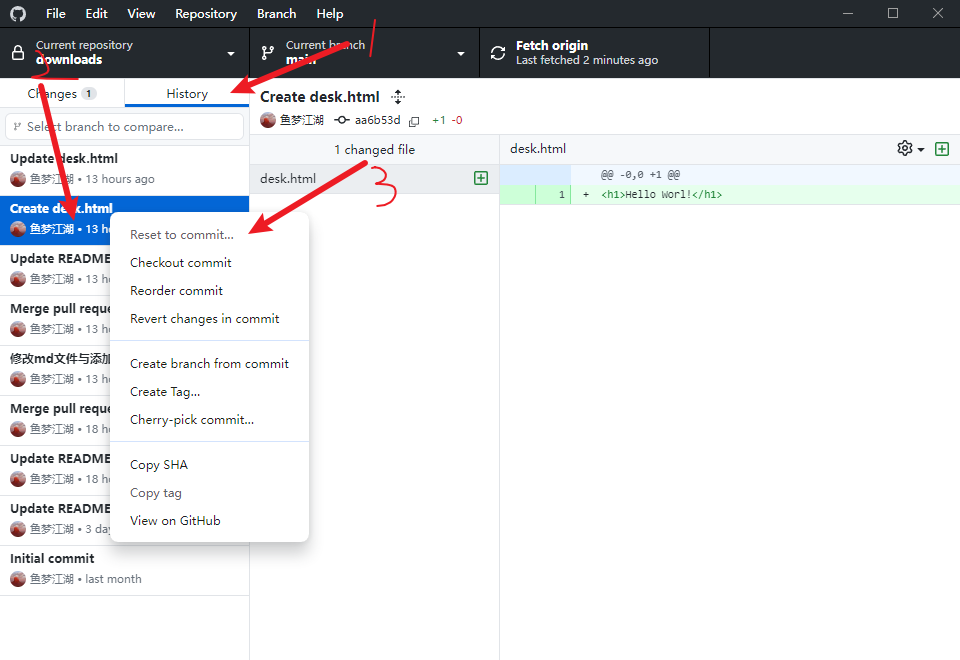 File Edit View Repository Branch Help
Current repository
downloads
Current branch
main
Fetch origin
Last fetched 2 minutes ago
1
2
Changes 1
History
Select branch to compare...
Update desk.html
鱼梦江湖 • 13 hours ago
Create desk.html
鱼梦江湖 • 13 ho
Update README
鱼梦江湖 • 13 ho
Merge pull reque
鱼梦江湖 • 13 ho
修改md文件与添加
鱼梦江湖 • 13 ho
Merge pull reque
鱼梦江湖 • 18 ho
Update README
鱼梦江湖 • 18 ho
Update README
鱼梦江湖 • 3 day
Initial commit
鱼梦江湖 • last month
Reset to commit...
Checkout commit
Reorder commit
Revert changes in commit
Create branch from commit
Create Tag...
Cherry-pick commit...
Copy SHA
Copy tag
View on GitHub
Create desk.html
鱼梦江湖 aa6b53d +1 -0
1 changed file
desk.html
3
desk.html
@@ -0,0 +1 @@
1 + <h1>Hello Worl!</h1>